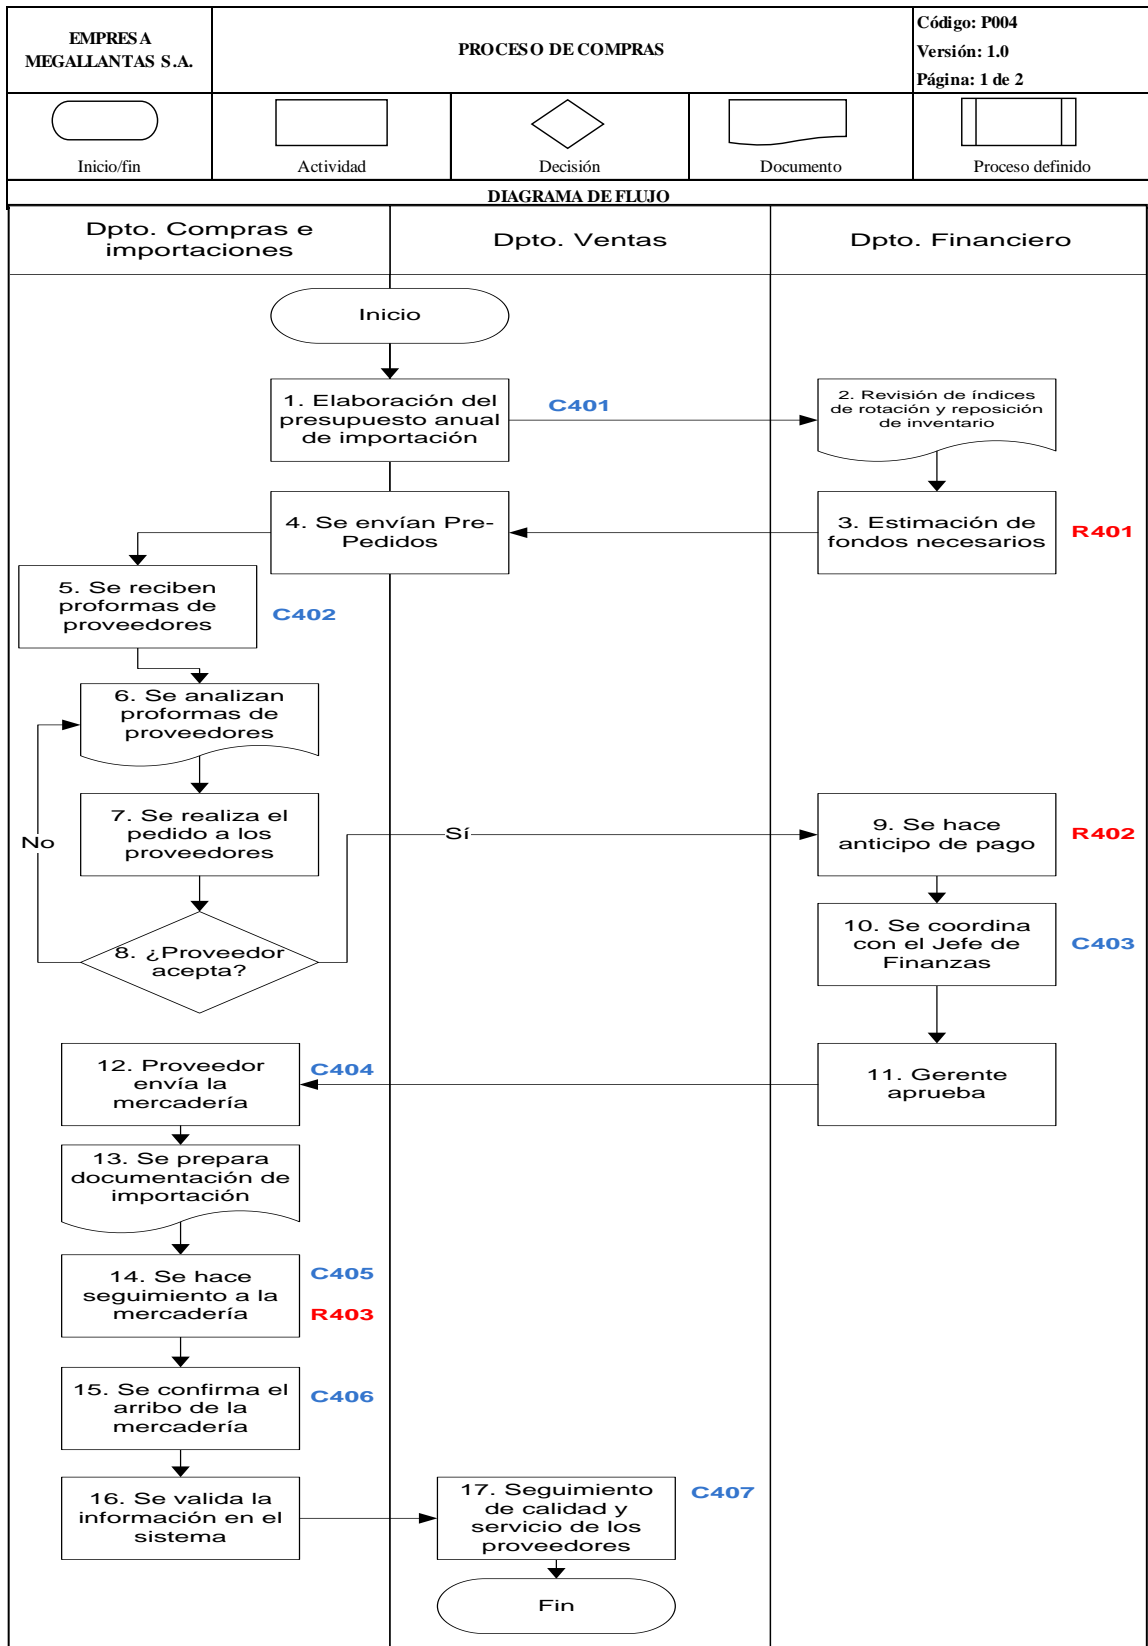 EMPRESA
MEGALLANTAS S.A.
PROCESO DE COMPRAS
Código: P004
Versión: 1.0
Página: 1 de 2
Inicio/fin
Actividad
Decisión
Documento
Proceso definido
DIAGRAMA DE FLUJO
Dpto. Compras e
importaciones
Dpto. Ventas
Dpto. Financiero
Inicio
1. Elaboración del
presupuesto anual
de importación
C401
2. Revisión de índices
de rotación y reposición
de inventario
3. Estimación de
fondos necesarios
R401
4. Se envían Pre-
Pedidos
5. Se reciben
proformas de
proveedores
C402
6. Se analizan
proformas de
proveedores
7. Se realiza el
pedido a los
proveedores
No
Sí
8. ¿Proveedor
acepta?
9. Se hace
anticipo de pago
R402
10. Se coordina
con el Jefe de
Finanzas
C403
11. Gerente
aprueba
12. Proveedor
envía la
mercadería
C404
13. Se prepara
documentación de
importación
14. Se hace
seguimiento a la
mercadería
C405
R403
15. Se confirma el
arribo de la
mercadería
C406
16. Se valida la
información en el
sistema
17. Seguimiento
de calidad y
servicio de los
proveedores
C407
Fin